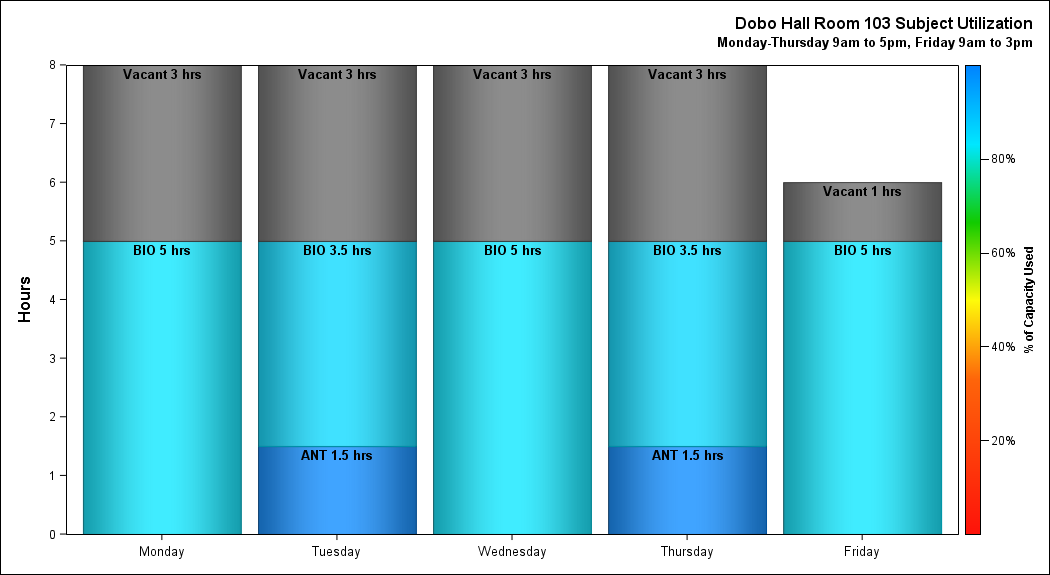 Dobo Hall Room 103 Subject Utilization
Monday-Thursday 9am to 5pm, Friday 9am to 3pm
Hours
8
7
6
5
4
3
2
1
0
Vacant 3 hrs
BIO 5 hrs
Vacant 3 hrs
BIO 3.5 hrs
ANT 1.5 hrs
Vacant 3 hrs
BIO 5 hrs
Vacant 3 hrs
BIO 3.5 hrs
ANT 1.5 hrs
Vacant 1 hrs
BIO 5 hrs
Monday
Tuesday
Wednesday
Thursday
Friday
80%
60%
40%
20%
% of Capacity Used